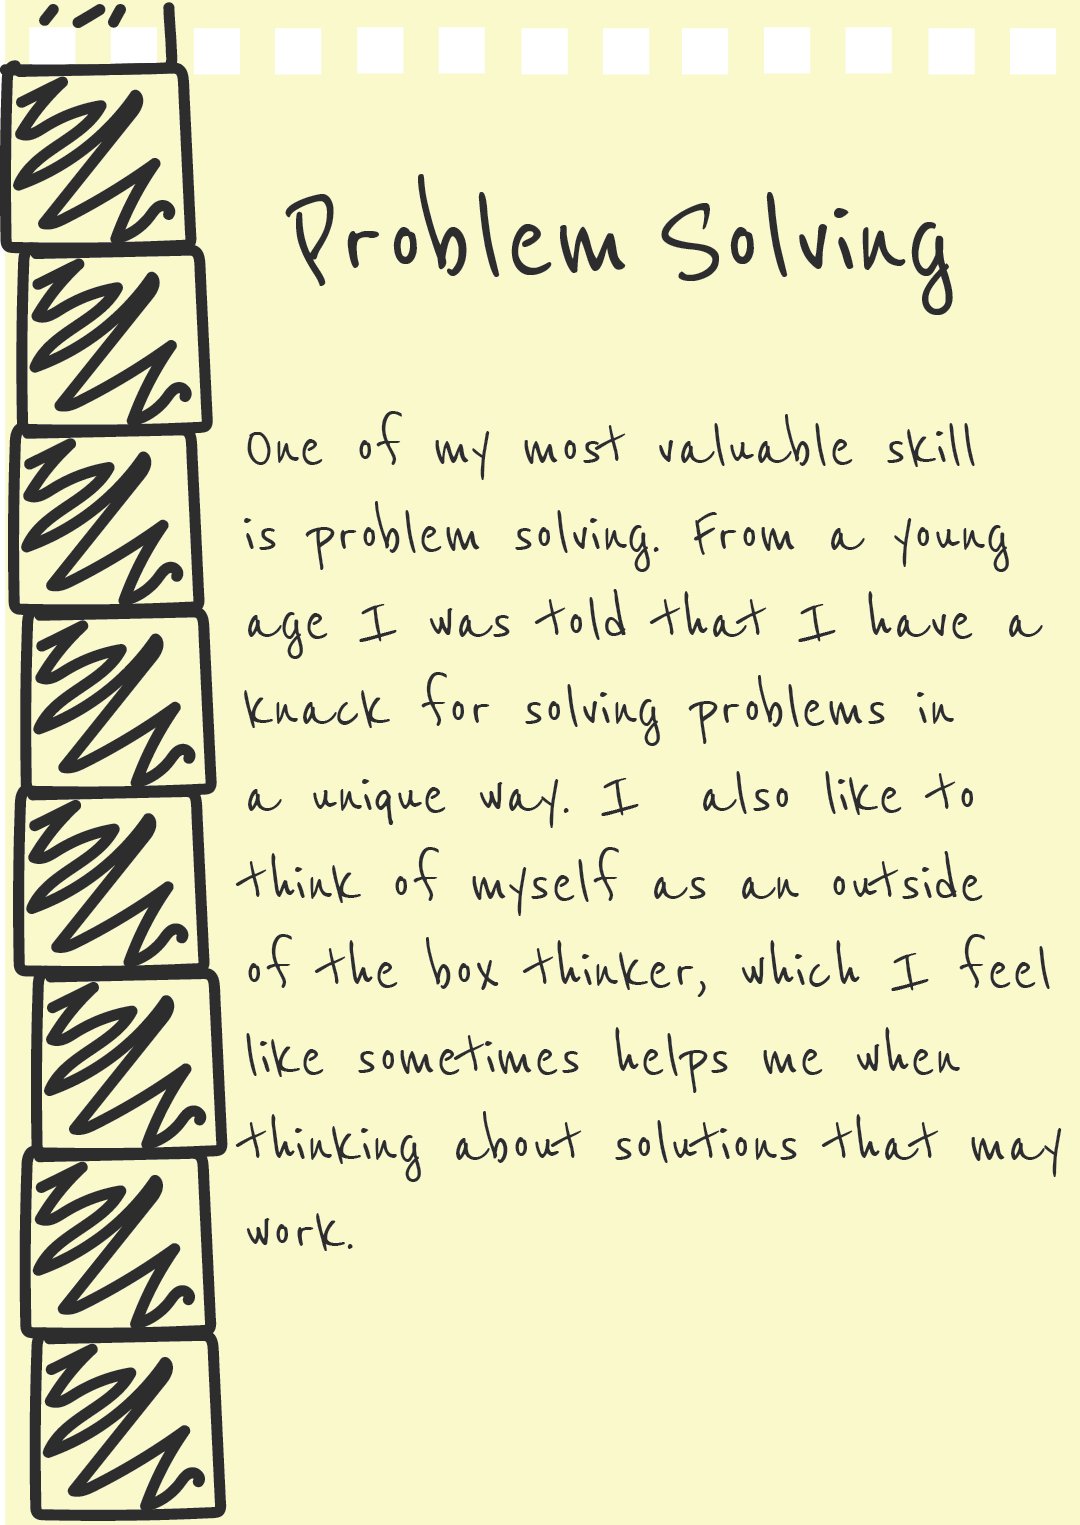 Problem Solving
One of my most valuable skill
is problem solving. From a young
age I was told that I have a
knack for solving problems in
a unique way. I also like to
think of myself as an outside
of the box thinker, which I feel
like sometimes helps me when
thinking about solutions that may
work.